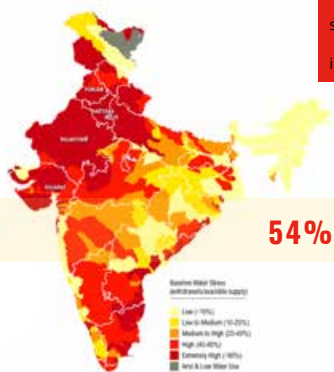 s
i
PUNJAB
HARYANA
RAJASTHAN
GUJARAT
54%
Baseline Water Stress
(withdrawals/available supply)
Low (<10%)
Low to Medium (10-20%)
Medium to High (20-40%)
High (40-80%)
Extremely High (>80%)
Arid & Low Water Use